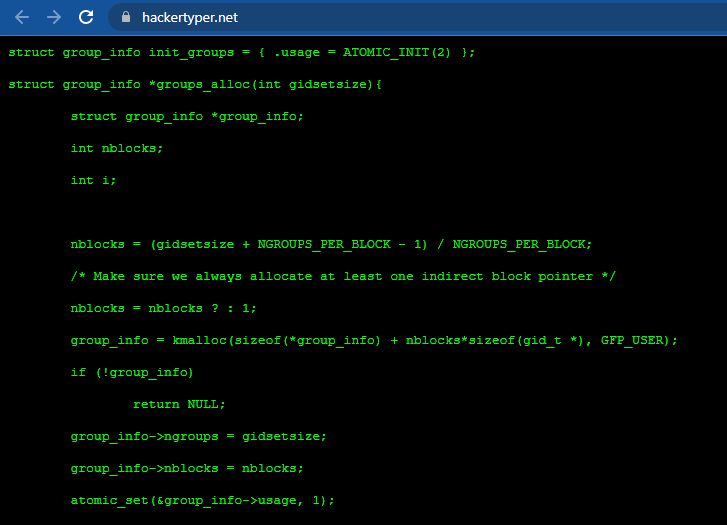 hackertyper.net
struct group_info init_groups = { .usage = ATOMIC_INIT(2) };
struct group_info *groups_alloc(int gidsetsize){
struct group_info *group_info;
int nblocks;
int i;
nblocks = (gidsetsize + NGROUPS_PER_BLOCK - 1) / NGROUPS_PER_BLOCK;
/* Make sure we always allocate at least one indirect block pointer */
nblocks = nblocks ? : 1;
group_info = kmalloc(sizeof(*group_info) + nblocks*sizeof(gid_t *), GFP_USER);
if (!group_info)
return NULL;
group_info->ngroups = gidsetsize;
group_info->nblocks = nblocks;
atomic_set(&group_info->usage, 1);